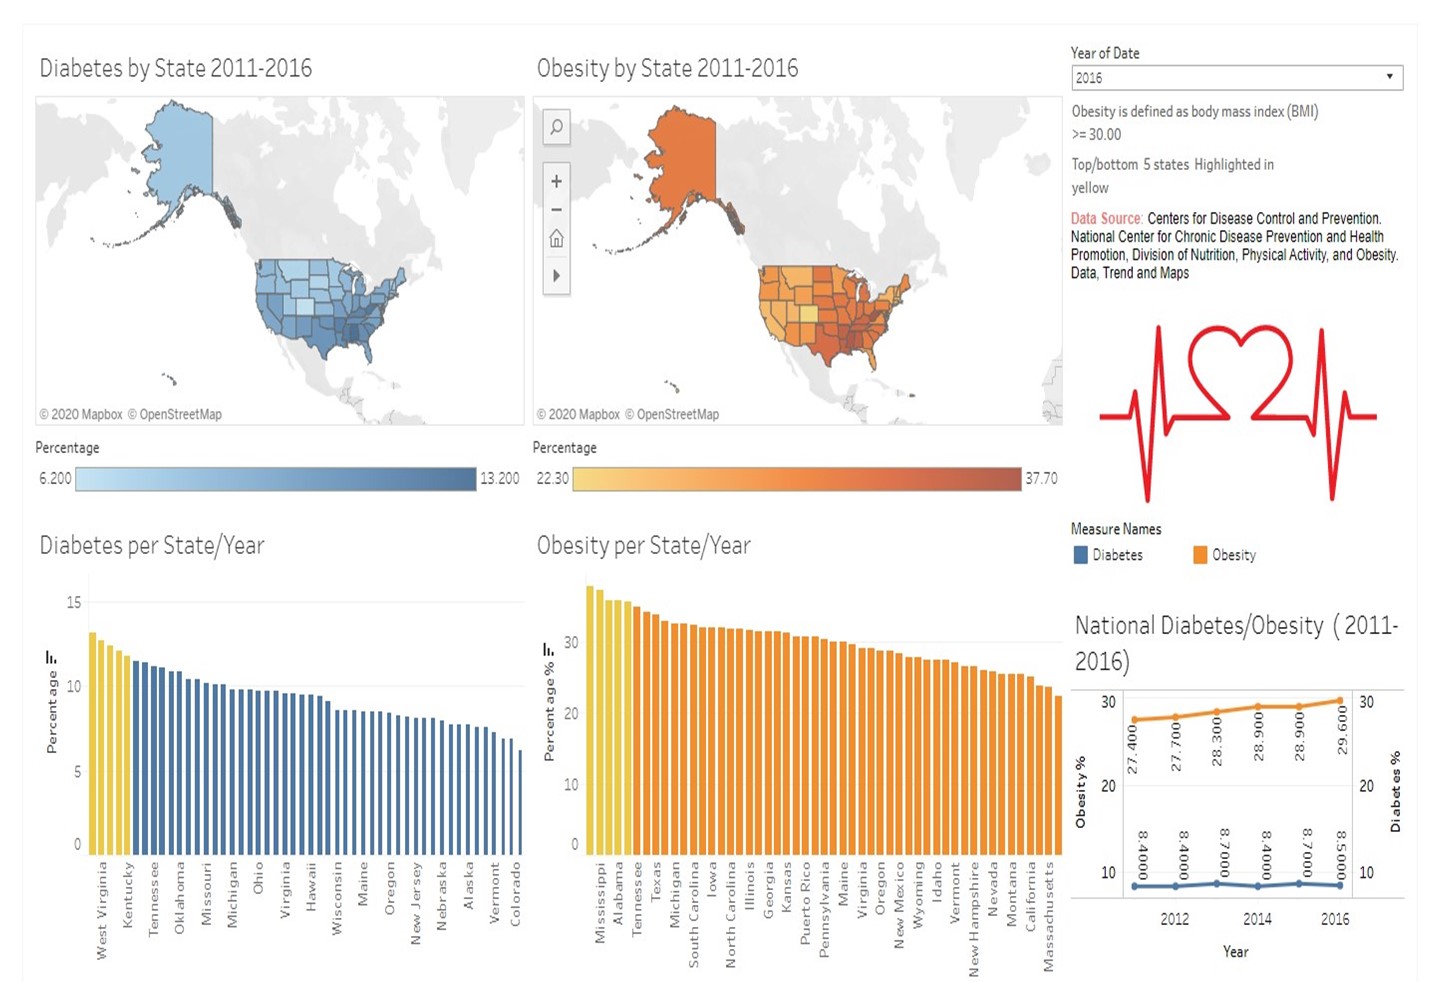 Diabetes by State 2011-2016
© 2020 Mapbox © OpenStreetMap
Percentage
6.200
13.200
Obesity by State 2011-2016
© 2020 Mapbox © OpenStreetMap
Percentage
22.30
37.70
Year of Date
2016
Obesity is defined as body mass index (BMI)
>= 30.00
Top/bottom 5 states Highlighted in
yellow
Data Source: Centers for Disease Control and Prevention.
National Center for Chronic Disease Prevention and Health
Promotion, Division of Nutrition, Physical Activity, and Obesity.
Data, Trend and Maps
Measure Names
Diabetes
Obesity
Diabetes per State/Year
Percentage
15
10
5
0
West Virginia
Kentucky
Tennessee
Oklahoma
Missouri
Michigan
Ohio
Virginia
Hawaii
Wisconsin
Maine
Oregon
New Jersey
Nebraska
Alaska
Vermont
Colorado
Obesity per State/Year
Percentage %
30
20
10
0
Mississippi
Alabama
Tennessee
Texas
Michigan
South Carolina
Iowa
North Carolina
Illinois
Georgia
Kansas
Puerto Rico
Pennsylvania
Maine
Virginia
Oregon
New Mexico
Wyoming
Idaho
Vermont
New Hampshire
Nevada
Montana
California
Massachusetts
National Diabetes/Obesity ( 2011-
2016)
Obesity %
30
20
10
27.400
27.700
28.300
28.900
28.900
29.600
8.4000
8.4000
8.7000
8.4000
8.7000
8.5000
30
20
10
Diabetes %
2012
2014
2016
Year